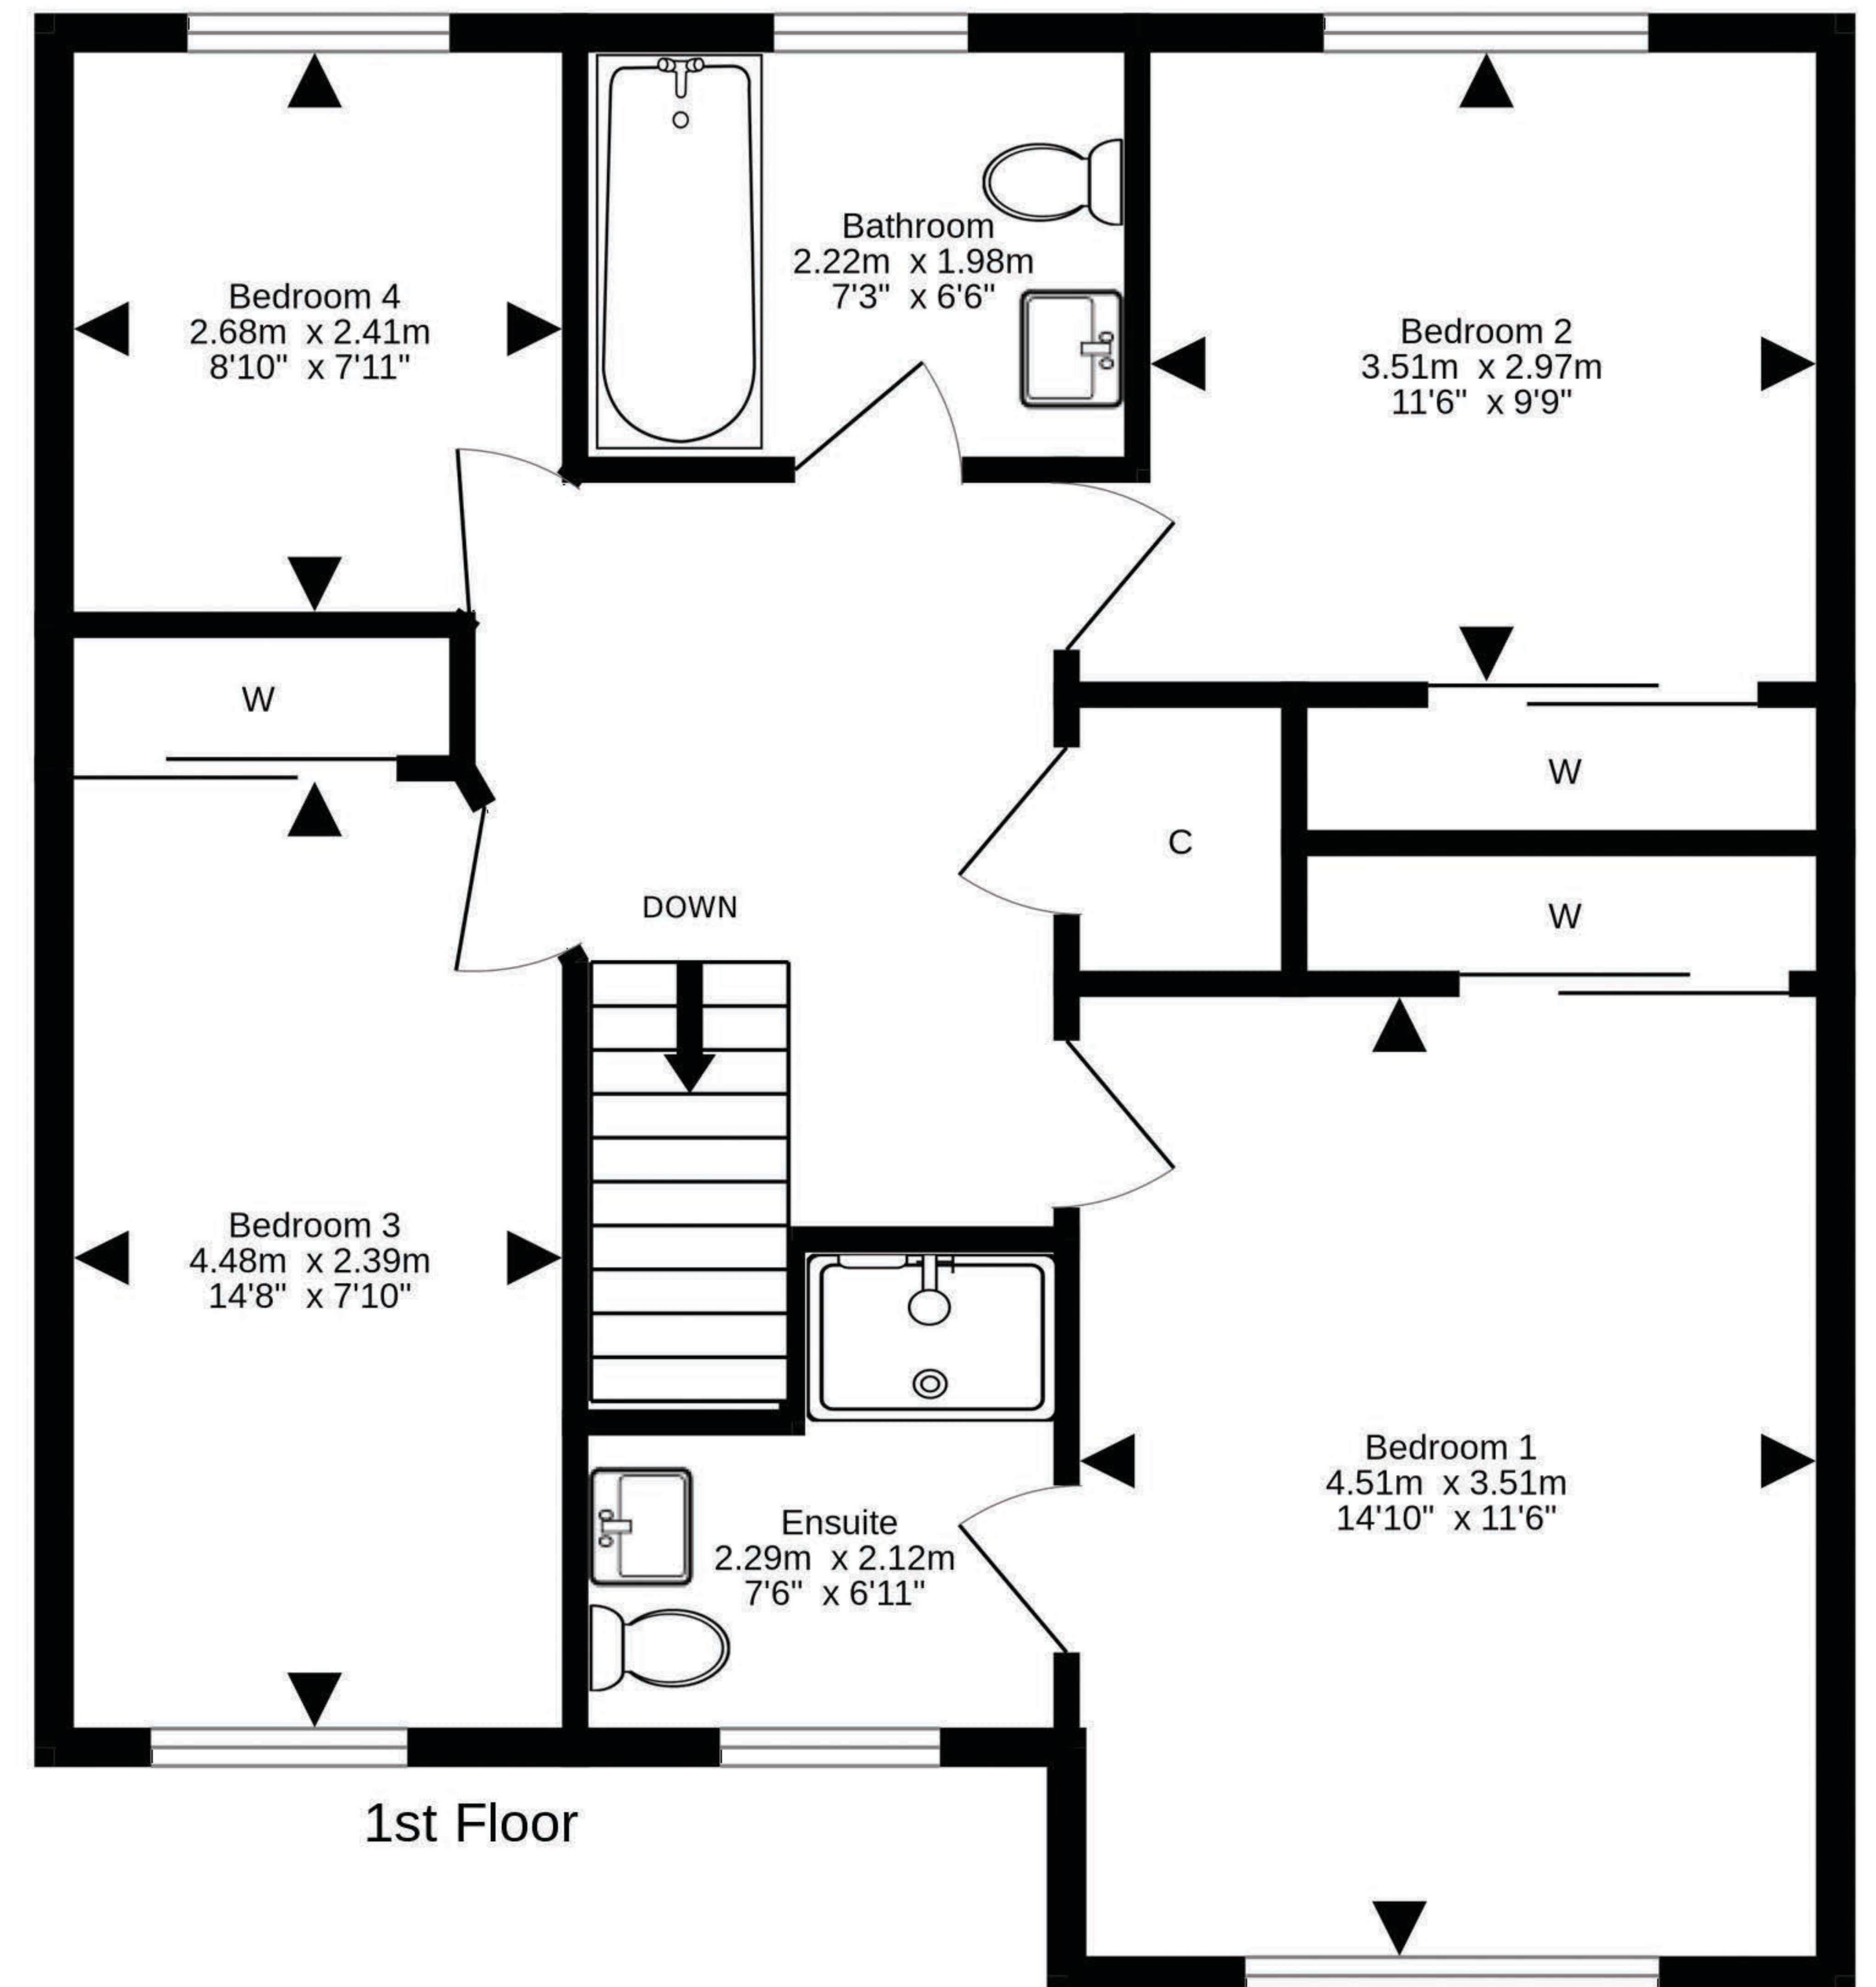 Bathroom
2.22m x 1.98m
7'3" x 6'6"
Bedroom 4
2.68m x 2.41m
8'10" x 7'11"
Bedroom 2
3.51m x 2.97m
11'6" x 9'9"
W
W
C
DOWN
W
Bedroom 3
4.48m x 2.39m
14'8" x 7'10"
Bedroom 1
4.51m x 3.51m
14'10" x 11'6"
Ensuite
2.29m x 2.12m
7'6" x 6'11"
1st Floor